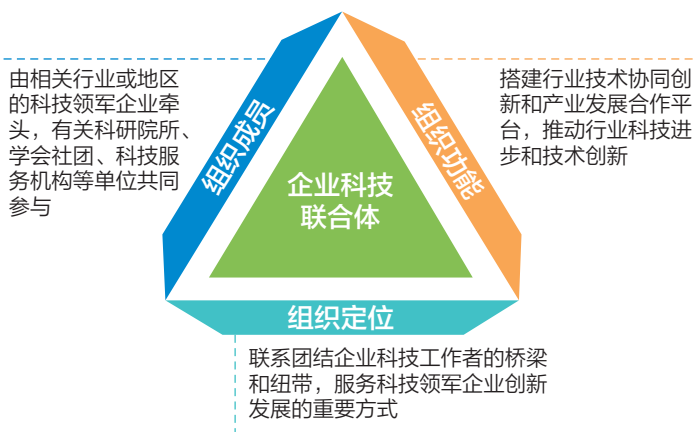 由相关行业或地区
的科技领军企业牵
头，有关科研院所、
学会社团、科技服
务机构等单位共同
参与
组织成员
企业科技
联合体
组织功能
搭建行业技术协同创
新和产业发展合作平
台，推动行业科技进
步和技术创新
组织定位
联系团结企业科技工作者的桥梁
和纽带，服务科技领军企业创新
发展的重要方式